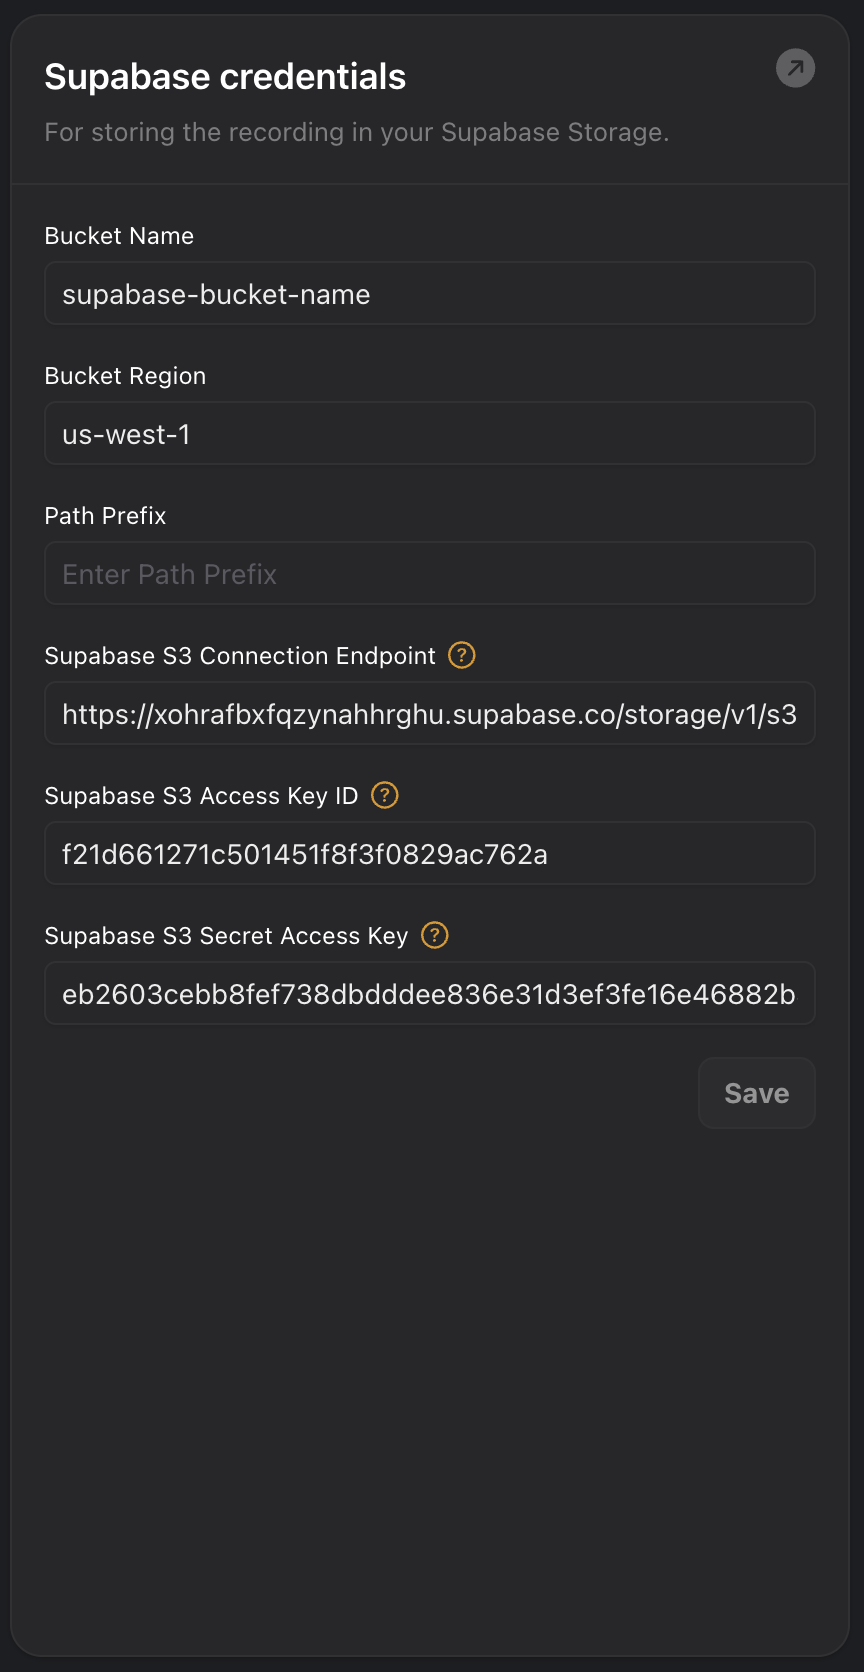 Supabase credentials
For storing the recording in your Supabase Storage.
Bucket Name
supabase-bucket-name
Bucket Region
us-west-1
Path Prefix
Enter Path Prefix
Supabase S3 Connection Endpoint ?
https://xohrafbxfqzynahhrghu.supabase.co/storage/v1/s3
Supabase S3 Access Key ID ?
f21d661271c501451f8f3f0829ac762a
Supabase S3 Secret Access Key ?
eb2603cebb8fef738dbdddee836e31d3ef3fe16e46882b
Save